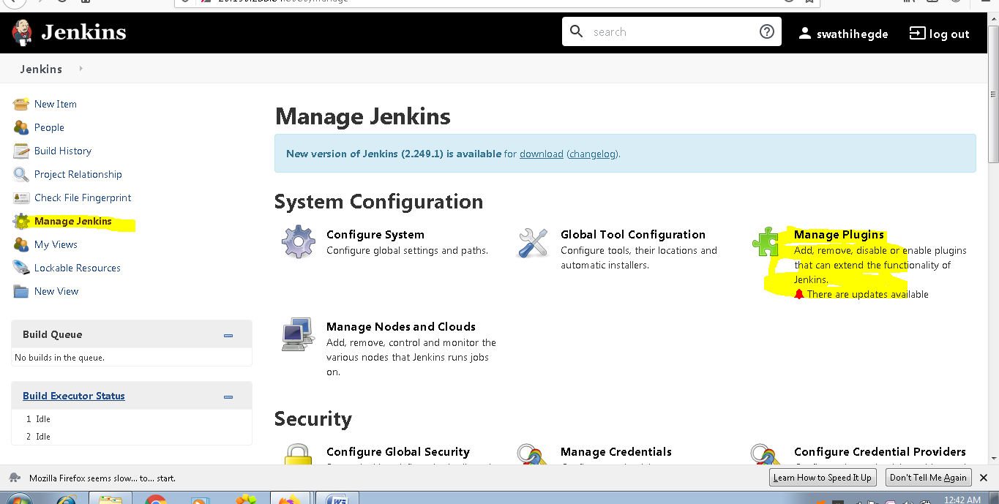 Jenkins
search
swathihegde
log out
Jenkins
New Item
People
Build History
Project Relationship
Check File Fingerprint
Manage Jenkins
My Views
Lockable Resources
New View
Build Queue
No builds in the queue.
Build Executor Status
1 Idle
2 Idle
Manage Jenkins
New version of Jenkins (2.249.1) is available for download (changelog).
System Configuration
Configure System
Configure global settings and paths.
Global Tool Configuration
Configure tools, their locations and
automatic installers.
Manage Plugins
Add, remove, disable or enable plugins
that can extend the functionality of
Jenkins.
There are updates available
Manage Nodes and Clouds
Add, remove, control and monitor the
various nodes that Jenkins runs jobs
on.
Security
Configure Global Security
Manage Credentials
Configure Credential Providers
Mozilla Firefox seems slow... to... start.
Learn How to Speed It Up
Don't Tell Me Again
12:42 AM